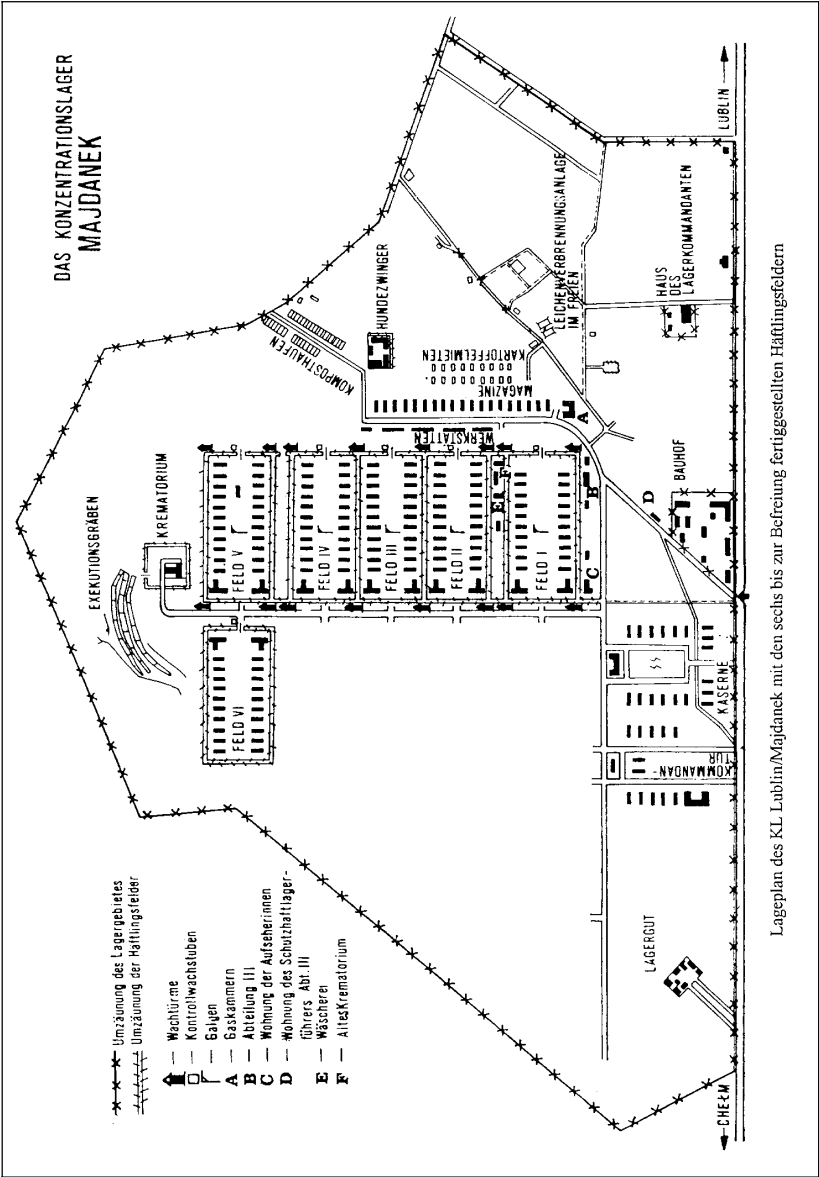 DAS KONZENTRATIONSLAGER
MAJDANEK
Umzäunung des Lagergebietes
Umzäunung der Häftlingsfelder
— Wachtürme
— Kontrollwachstuben
— Galgen
A — Gaskammern
B — Abteilung III
C — Wohnung der Aufseherinnen
D — Wohnung des Schutzhaftlager-
führers Abt. III
E — Wäscherei
F — Altes Krematorium
EXEKUTIONSGRÄBEN
KREMATORIUM
KOMPOSTHAUFEN
HUNDEZWINGER
FELD VI
FELD V
FELD IV
FELD III
FELD II
FELD I
WERKSTÄTTEN
MAGAZINE
KARTOFFELMIETEN
LEICHENVERBRENNUNGSANLAGE
IM FREIEN
E
F
A
B
C
D
BAUHOF
HAUS
DES
LAGERKOMMANDANTEN
KASERNE
KOMMANDAN-
TUR
LAGERGUT
CHEŁM
LUBLIN
Lageplan des KL Lublin/Majdanek mit den sechs bis zur Befreiung fertiggestellten Häftlingsfeldern